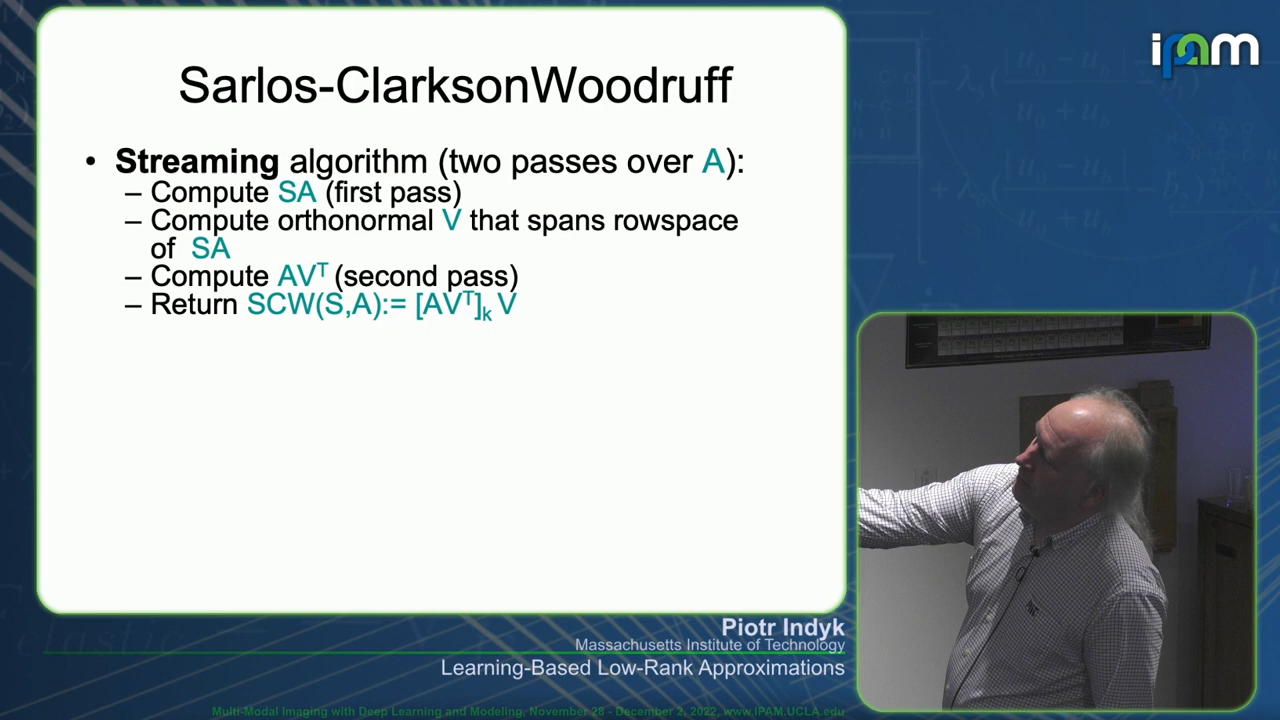 ipam
Sarlos-ClarksonWoodruff
• Streaming algorithm (two passes over A):
– Compute SA (first pass)
– Compute orthonormal V that spans rowspace
of SA
– Compute AVᵀ (second pass)
– Return SCW(S,A):= [AVᵀ]ₖ V
Piotr Indyk
Massachusetts Institute of Technology
Learning-Based Low-Rank Approximations
Multi-Modal Imaging with Deep Learning and Modeling, November 28 - December 2, 2022, www.IPAM.UCLA.edu